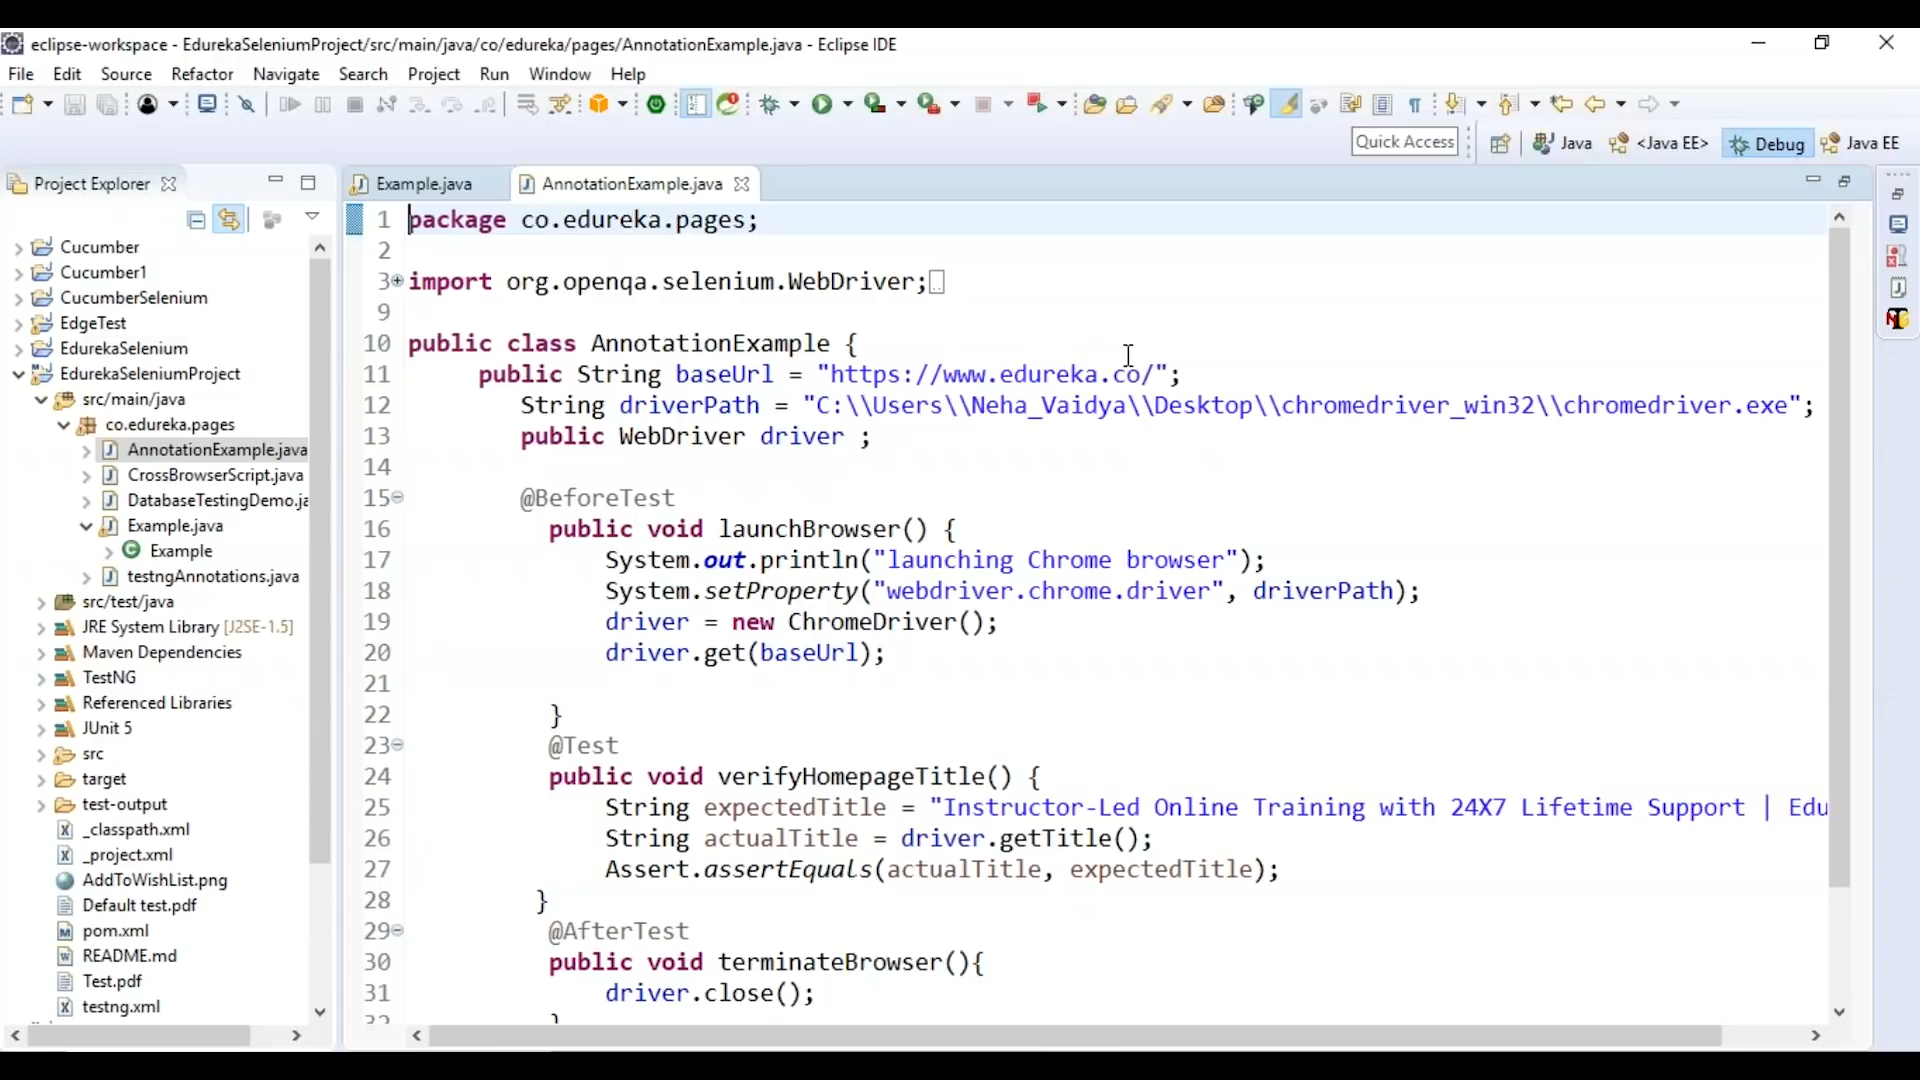 eclipse-workspace - EdurekaSeleniumProject/src/main/java/co/edureka/pages/AnnotationExample.java - Eclipse IDE
File Edit Source Refactor Navigate Search Project Run Window Help
Quick Access Java <Java EE> Debug Java EE
Project Explorer
Example.java AnnotationExample.java
Cucumber
Cucumber1
CucumberSelenium
EdgeTest
EdurekaSelenium
EdurekaSeleniumProject
src/main/java
co.edureka.pages
AnnotationExample.java
CrossBrowserScript.java
DatabaseTestingDemo.ja
Example.java
Example
testngAnnotations.java
src/test/java
JRE System Library [J2SE-1.5]
Maven Dependencies
TestNG
Referenced Libraries
JUnit 5
src
target
test-output
_classpath.xml
_project.xml
AddToWishList.png
Default test.pdf
pom.xml
README.md
Test.pdf
testng.xml
1 package co.edureka.pages;
2
3 import org.openqa.selenium.WebDriver;
9
10 public class AnnotationExample {
11 public String baseUrl = "https://www.edureka.co/";
12 String driverPath = "C:\\Users\\Neha_Vaidya\\Desktop\\chromedriver_win32\\chromedriver.exe";
13 public WebDriver driver ;
14
15 @BeforeTest
16 public void launchBrowser() {
17 System.out.println("launching Chrome browser");
18 System.setProperty("webdriver.chrome.driver", driverPath);
19 driver = new ChromeDriver();
20 driver.get(baseUrl);
21
22 }
23 @Test
24 public void verifyHomepageTitle() {
25 String expectedTitle = "Instructor-Led Online Training with 24X7 Lifetime Support | Edu
26 String actualTitle = driver.getTitle();
27 Assert.assertEquals(actualTitle, expectedTitle);
28 }
29 @AfterTest
30 public void terminateBrowser(){
31 driver.close();
32 }